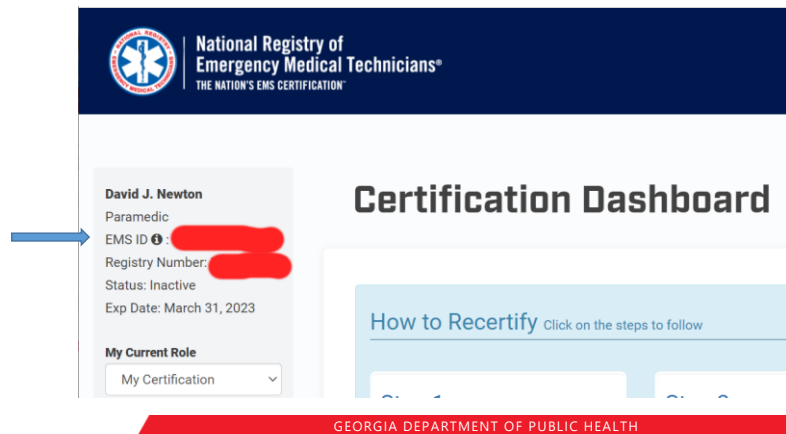 National Registry of
Emergency Medical Technicians®
THE NATION'S EMS CERTIFICATION™
David J. Newton
Paramedic
EMS ID :
Registry Number:
Status: Inactive
Exp Date: March 31, 2023
My Current Role
My Certification
Certification Dashboard
How to Recertify Click on the steps to follow
GEORGIA DEPARTMENT OF PUBLIC HEALTH